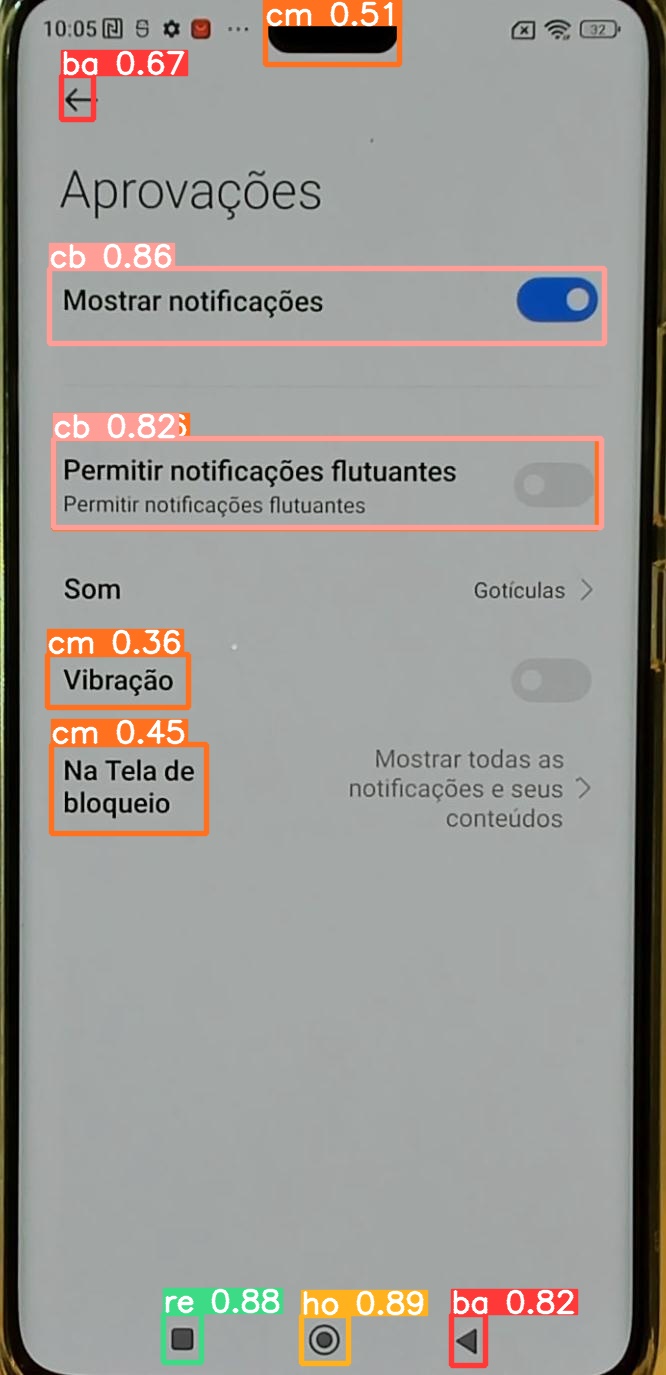 cm 0.51
10:05
32
ba 0.67
Aprovações
cb 0.86
Mostrar notificações
cb 0.82
Permitir notificações flutuantes
Permitir notificações flutuantes
Som Gotículas
cm 0.36
Vibração
cm 0.45
Na Tela de
bloqueio
Mostrar todas as
notificações e seus
conteúdos
re 0.88 ho 0.89 ba 0.82